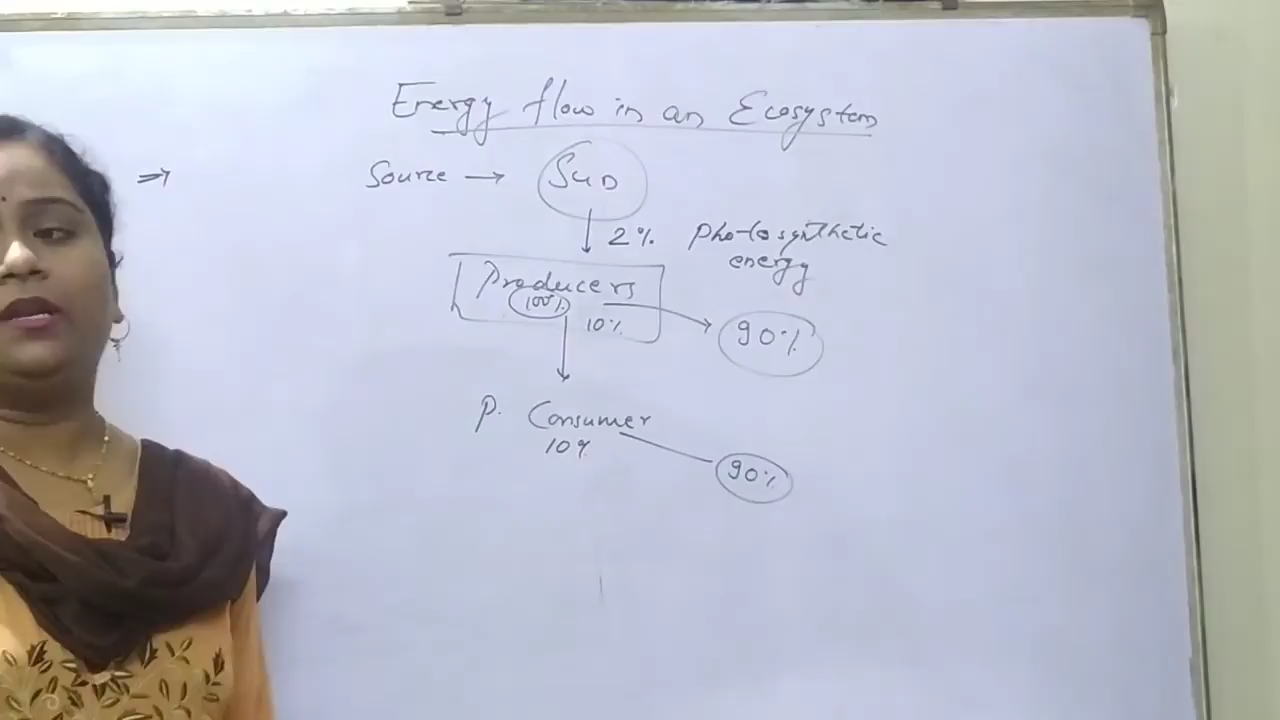 Energy flow in an Ecosystem
⇒ Source → Sun
2% Photosynthetic
energy
Producers
100%
10% 90%
P. Consumer
10%
90%